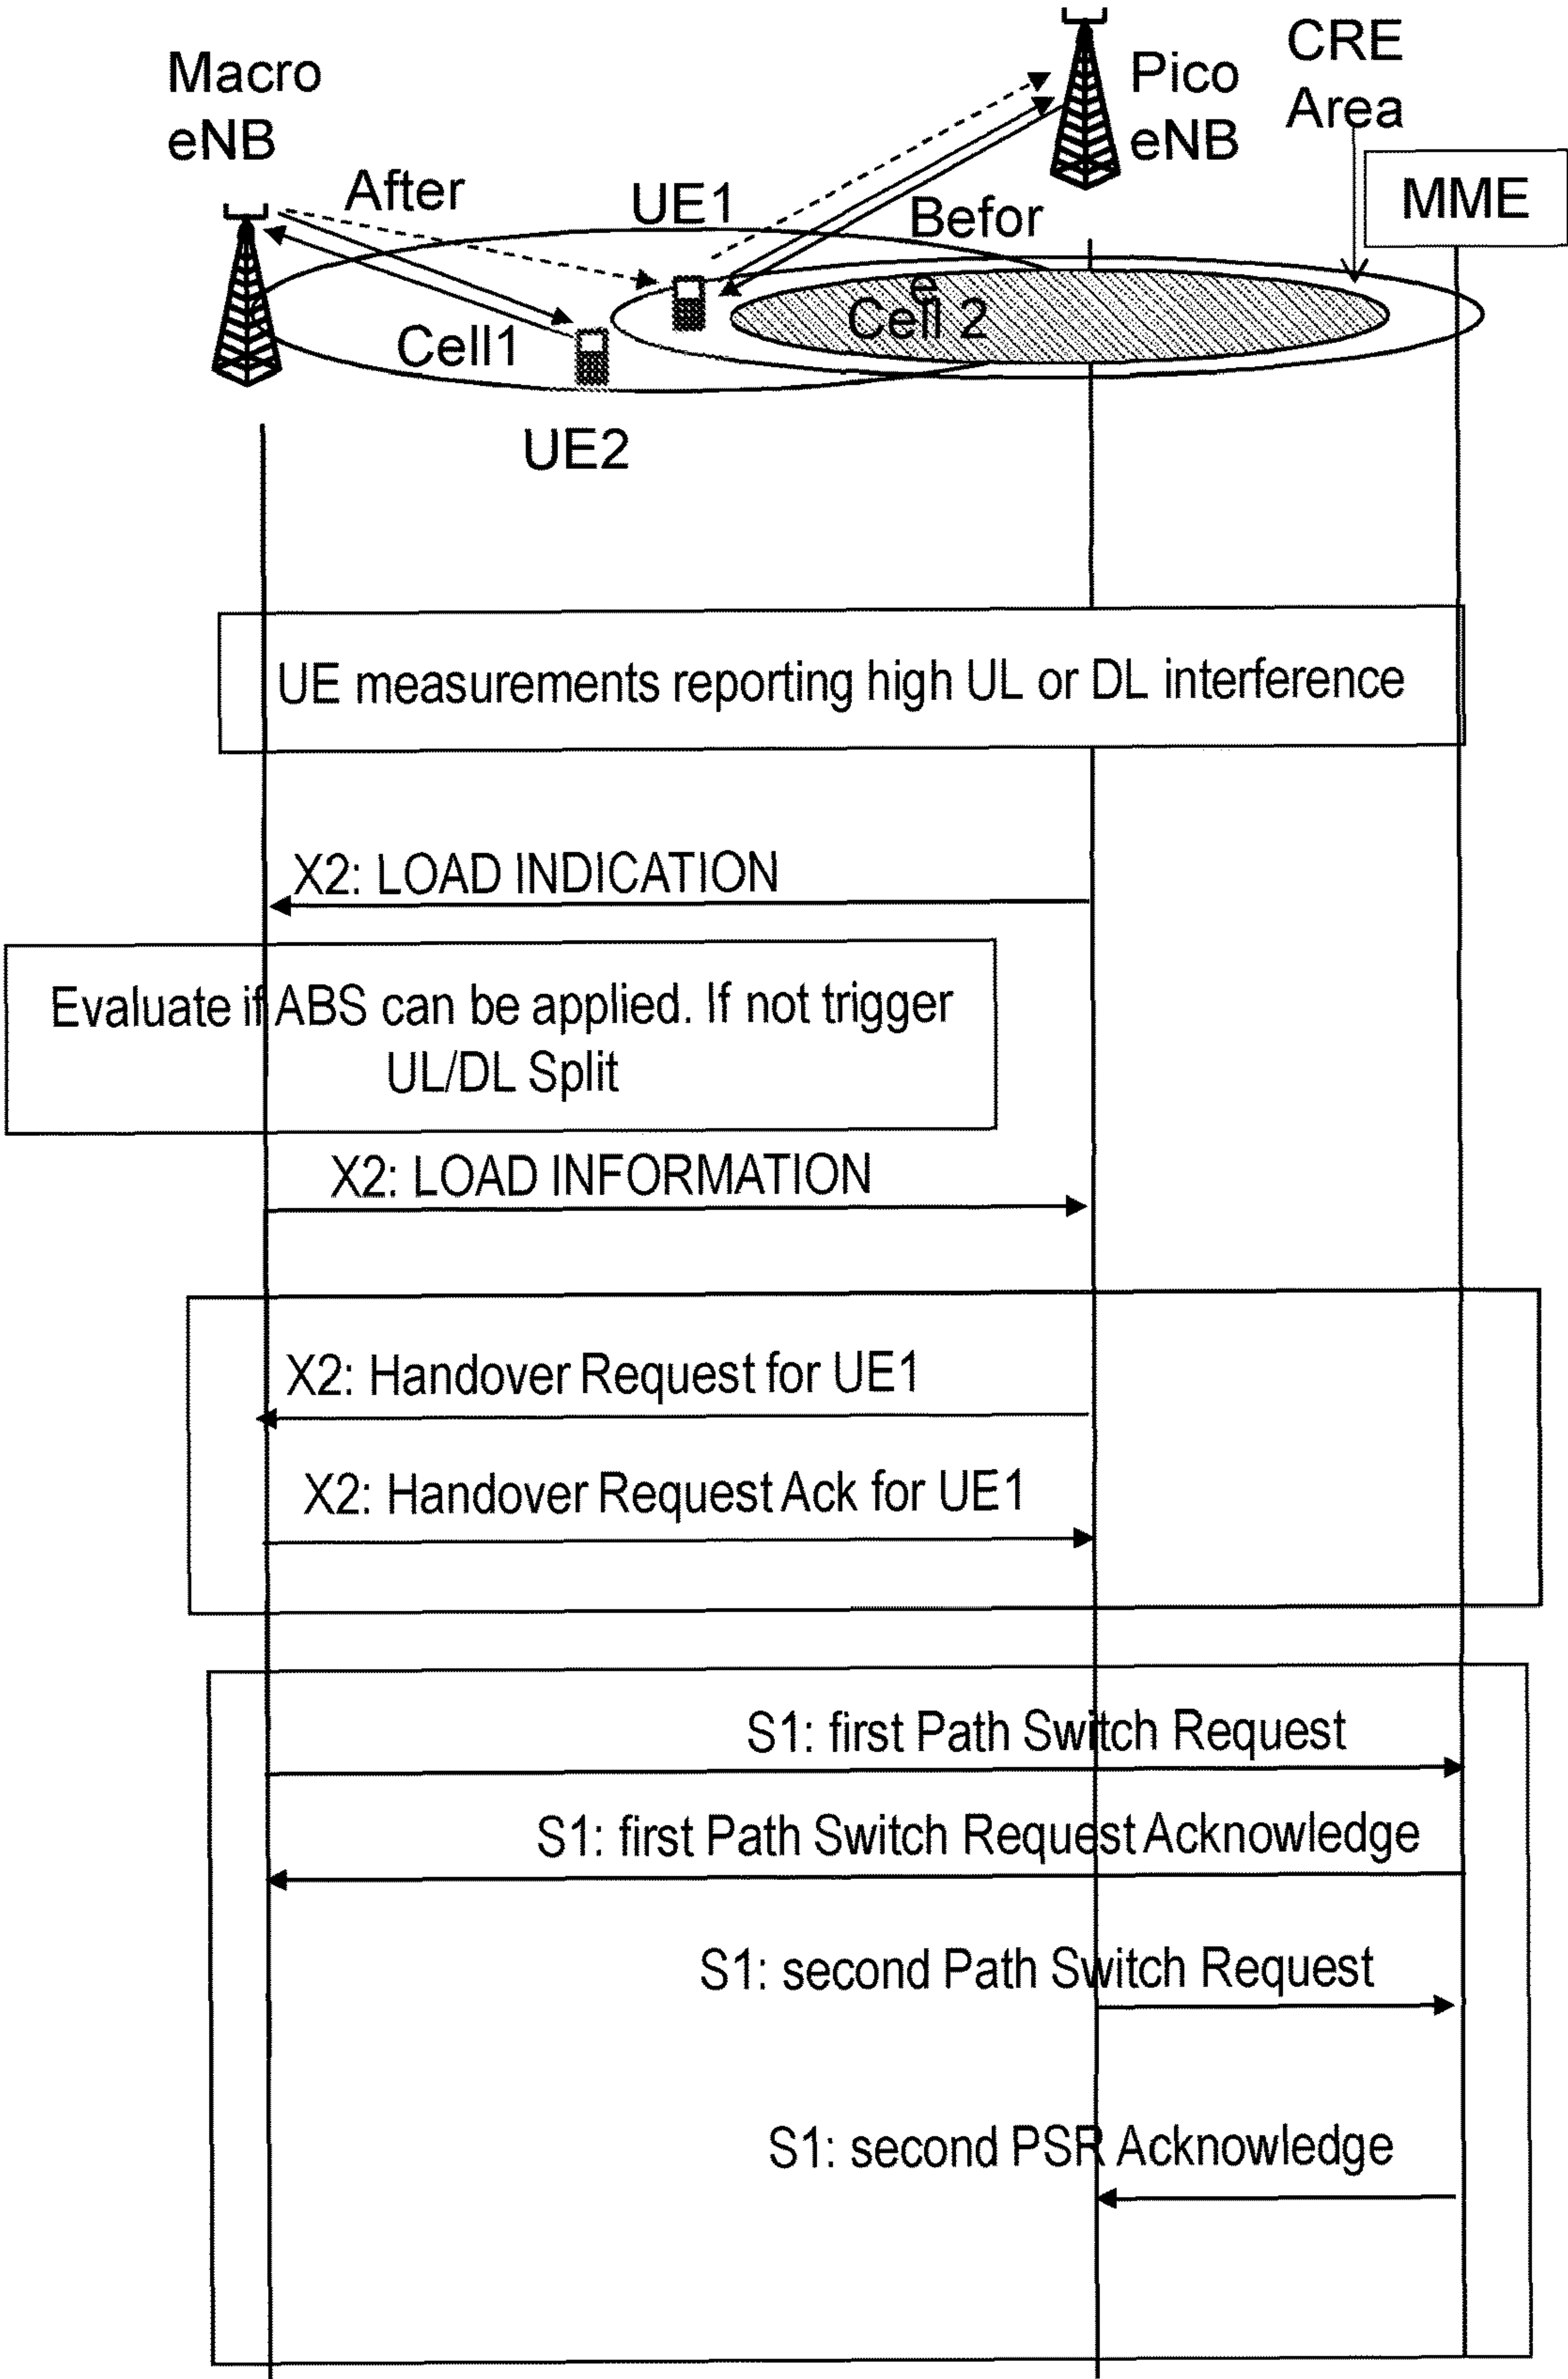 Macro
eNB
Pico
eNB
CRE
Area
MME
After
UE1
Befor
e
Cell1
Cell 2
UE2
UE measurements reporting high UL or DL interference
X2: LOAD INDICATION
Evaluate if ABS can be applied. If not trigger
UL/DL Split
X2: LOAD INFORMATION
X2: Handover Request for UE1
X2: Handover Request Ack for UE1
S1: first Path Switch Request
S1: first Path Switch Request Acknowledge
S1: second Path Switch Request
S1: second PSR Acknowledge